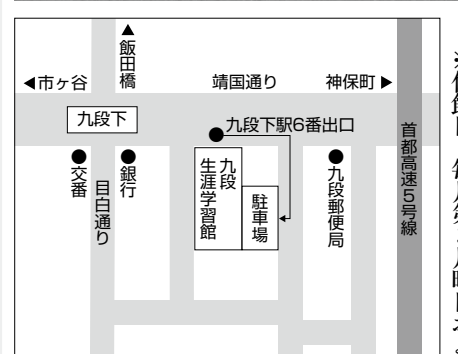 ▲飯田橋
◀市ヶ谷
靖国通り
神保町▶
九段下
九段下駅6番出口
首都高速5号線
交番
銀行
目白通り
九段
生涯学習館
駐車場
九段郵便局